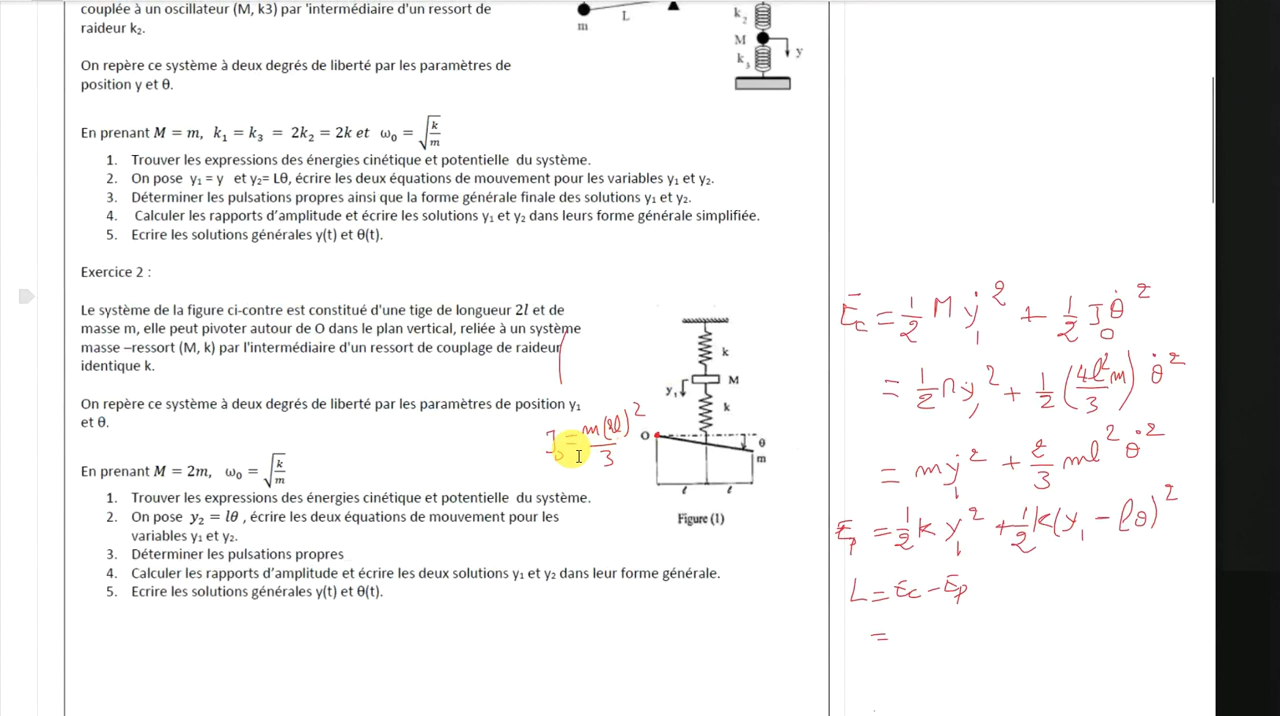 couplée à un oscillateur (M, k3) par 'intermédiaire d'un ressort de
raideur k₂.
m
L
k₂
M
k₃
y
On repère ce système à deux degrés de liberté par les paramètres de
position y et θ.
En prenant M = m, k₁ = k₃ = 2k₂ = 2k et ω₀ = √(k/m)
1. Trouver les expressions des énergies cinétique et potentielle du système.
2. On pose y₁ = y et y₂= Lθ, écrire les deux équations de mouvement pour les variables y₁ et y₂.
3. Déterminer les pulsations propres ainsi que la forme générale finale des solutions y₁ et y₂.
4. Calculer les rapports d'amplitude et écrire les solutions y₁ et y₂ dans leurs forme générale simplifiée.
5. Ecrire les solutions générales y(t) et θ(t).
Exercice 2 :
Le système de la figure ci-contre est constitué d'une tige de longueur 2l et de
masse m, elle peut pivoter autour de O dans le plan vertical, reliée à un système
masse –ressort (M, k) par l'intermédiaire d'un ressort de couplage de raideur
identique k.
On repère ce système à deux degrés de liberté par les paramètres de position y₁
et θ.
En prenant M = 2m, ω₀ = √(k/m)
1. Trouver les expressions des énergies cinétique et potentielle du système.
2. On pose y₂ = lθ , écrire les deux équations de mouvement pour les
variables y₁ et y₂.
3. Déterminer les pulsations propres
4. Calculer les rapports d'amplitude et écrire les deux solutions y₁ et y₂ dans leur forme générale.
5. Ecrire les solutions générales y(t) et θ(t).
k
M
y₁
k
O
θ
m
l l
Figure (1)
J₀ = m(2l)²/3
Ec = 1/2 M ẏ₁² + 1/2 J₀ θ̇²
= 1/2 M ẏ₁² + 1/2 (4l²m/3) θ̇²
= m ẏ₁² + 2/3 ml² θ̇²
Ep = 1/2 k y₁² + 1/2 k(y₁ − lθ)²
L = Ec − Ep
=